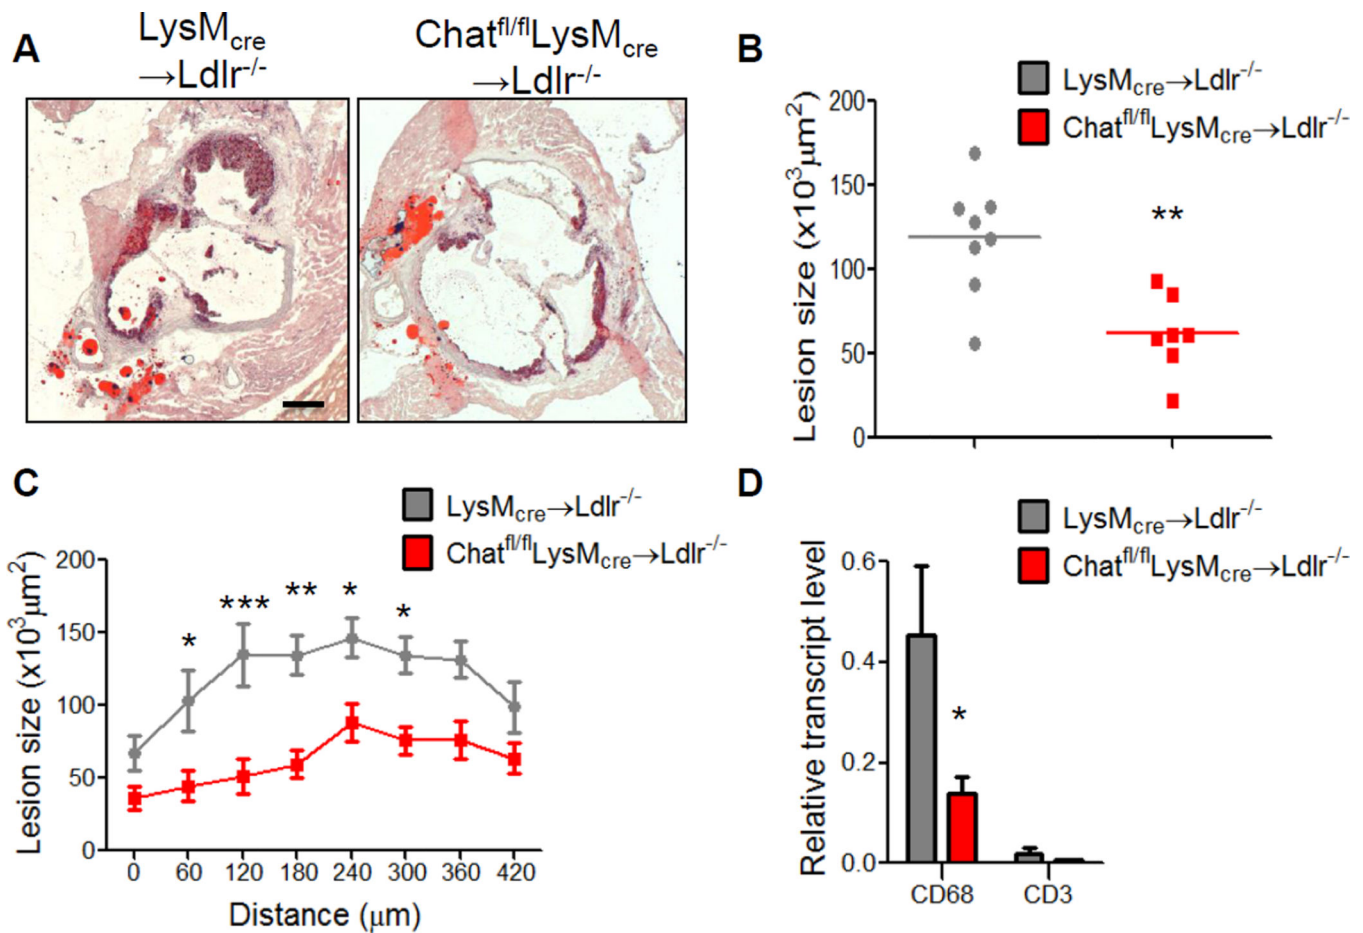 A
LysMcre
→Ldlr-/-
Chatfl/flLysMcre
→Ldlr-/-
B
LysMcre→Ldlr-/-
Chatfl/flLysMcre→Ldlr-/-
Lesion size (x10³μm²)
200
150
100
50
0
**
C
LysMcre→Ldlr-/-
Chatfl/flLysMcre→Ldlr-/-
Lesion size (x10³μm²)
200
150
100
50
0
* *** ** * *
0 60 120 180 240 300 360 420
Distance (μm)
D
LysMcre→Ldlr-/-
Chatfl/flLysMcre→Ldlr-/-
Relative transcript level
0.6
0.4
0.2
0.0
*
CD68 CD3